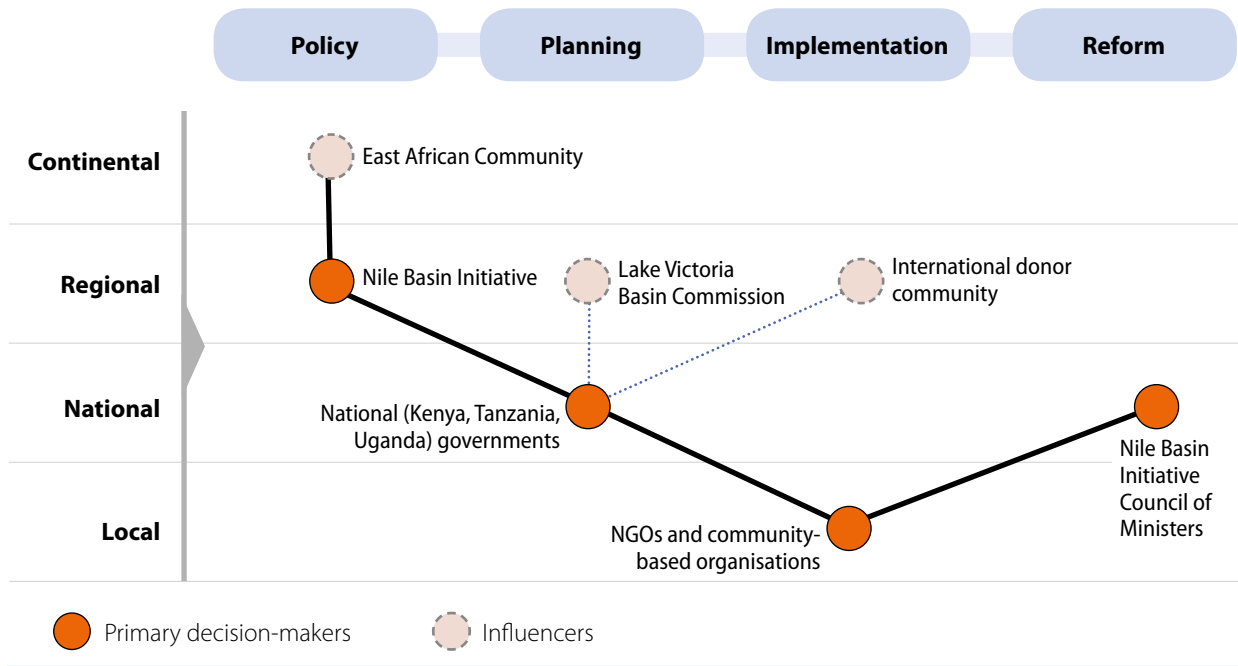 Policy
Planning
Implementation
Reform
Continental
East African Community
Regional
Nile Basin Initiative
Lake Victoria
Basin Commission
International donor
community
National
National (Kenya, Tanzania,
Uganda) governments
Nile Basin
Initiative
Council of
Ministers
Local
NGOs and community-
based organisations
Primary decision-makers
Influencers